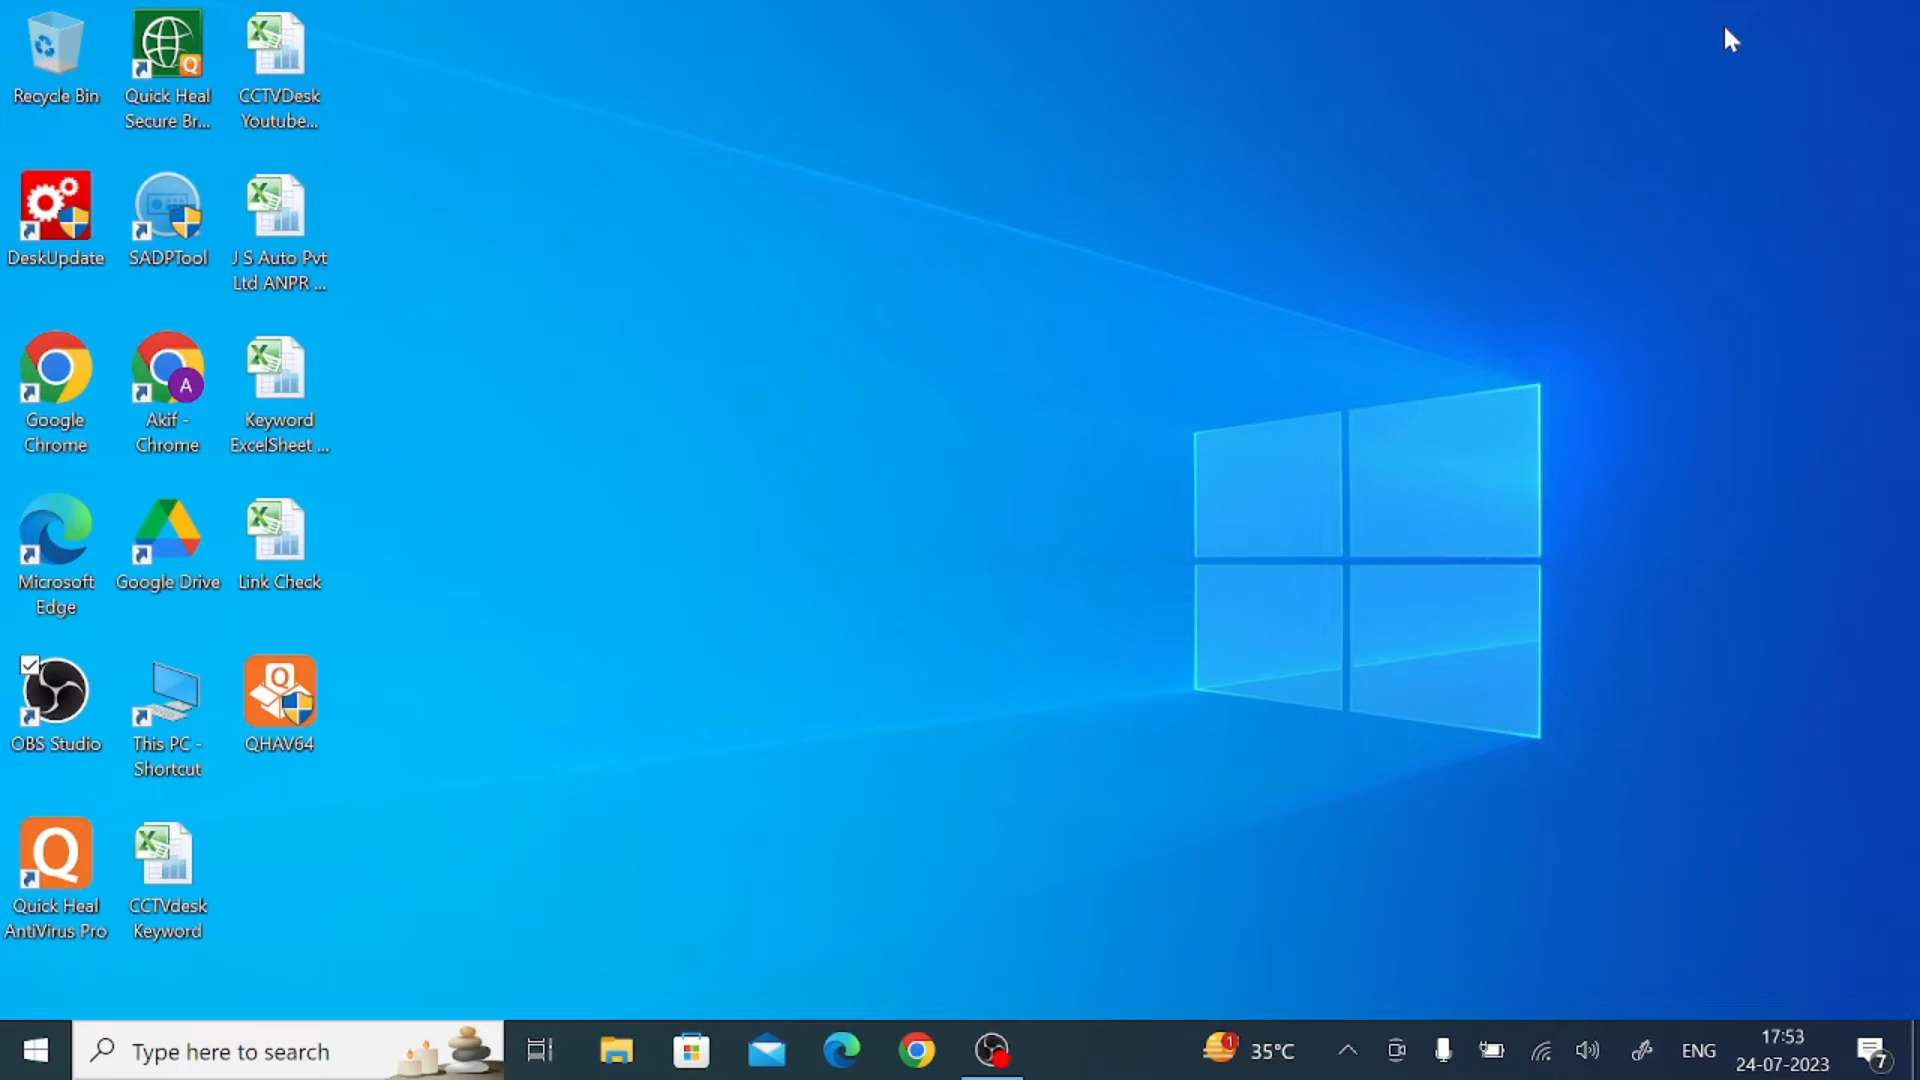 Recycle Bin
Quick Heal
Secure Br...
CCTVDesk
Youtube...
DeskUpdate
SADPTool
J S Auto Pvt
Ltd ANPR ...
Google
Chrome
A
Akif -
Chrome
Keyword
ExcelSheet ...
Microsoft
Edge
Google Drive
Link Check
OBS Studio
This PC -
Shortcut
QHAV64
Quick Heal
AntiVirus Pro
CCTVdesk
Keyword
Type here to search
1
35°C
ENG
17:53
24-07-2023
7